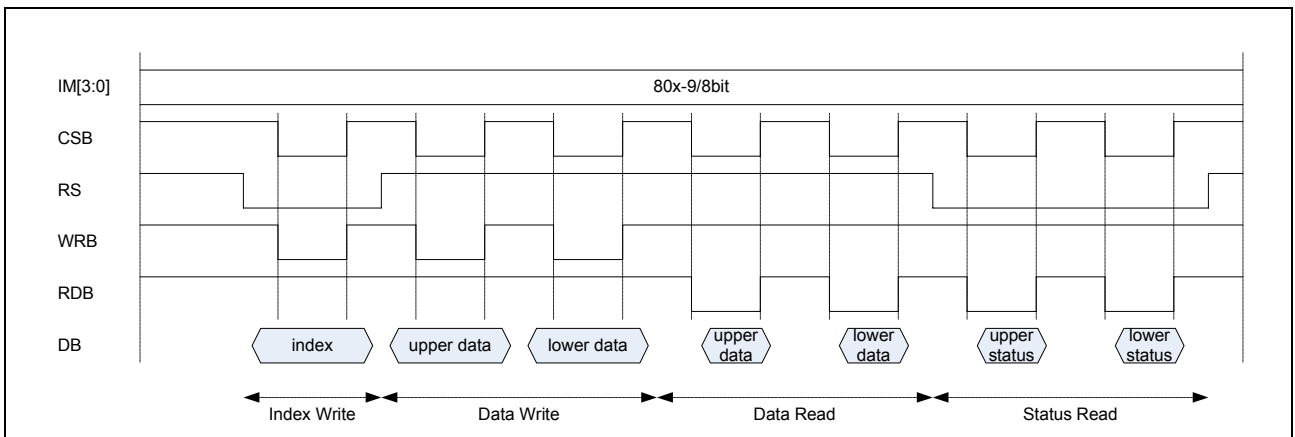 IM[3:0]
80x-9/8bit
CSB
RS
WRB
RDB
DB
index
upper data
lower data
upper
data
lower
data
upper
status
lower
status
Index Write
Data Write
Data Read
Status Read